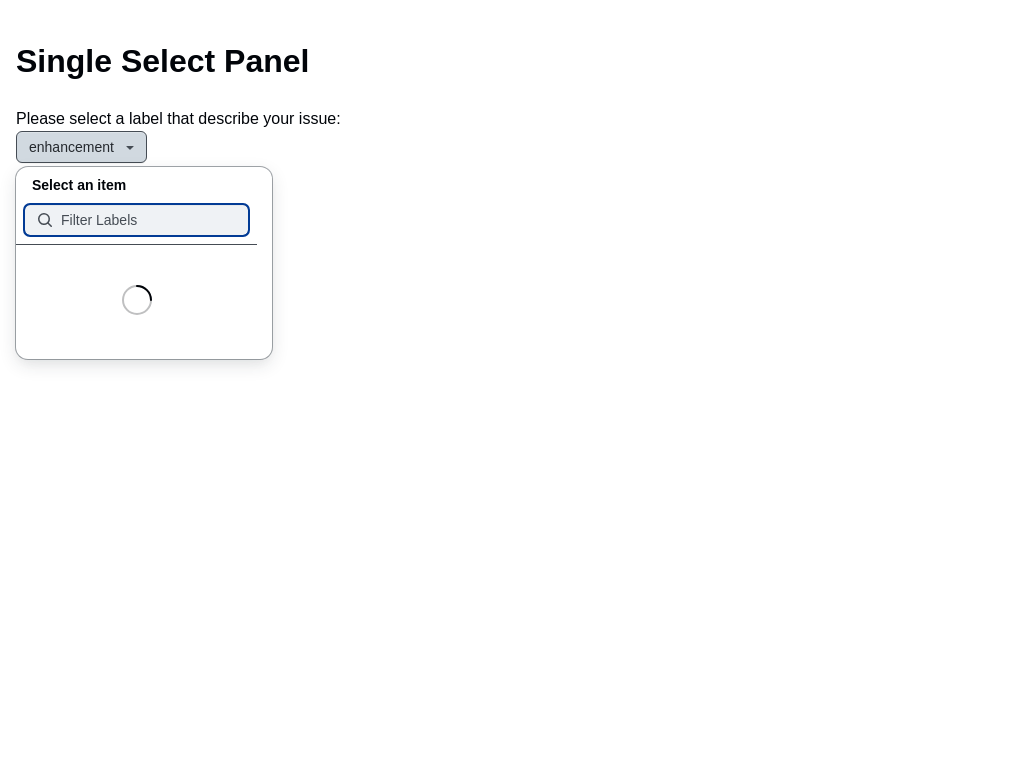 Single Select Panel
Please select a label that describe your issue:
enhancement
Select an item
Filter Labels